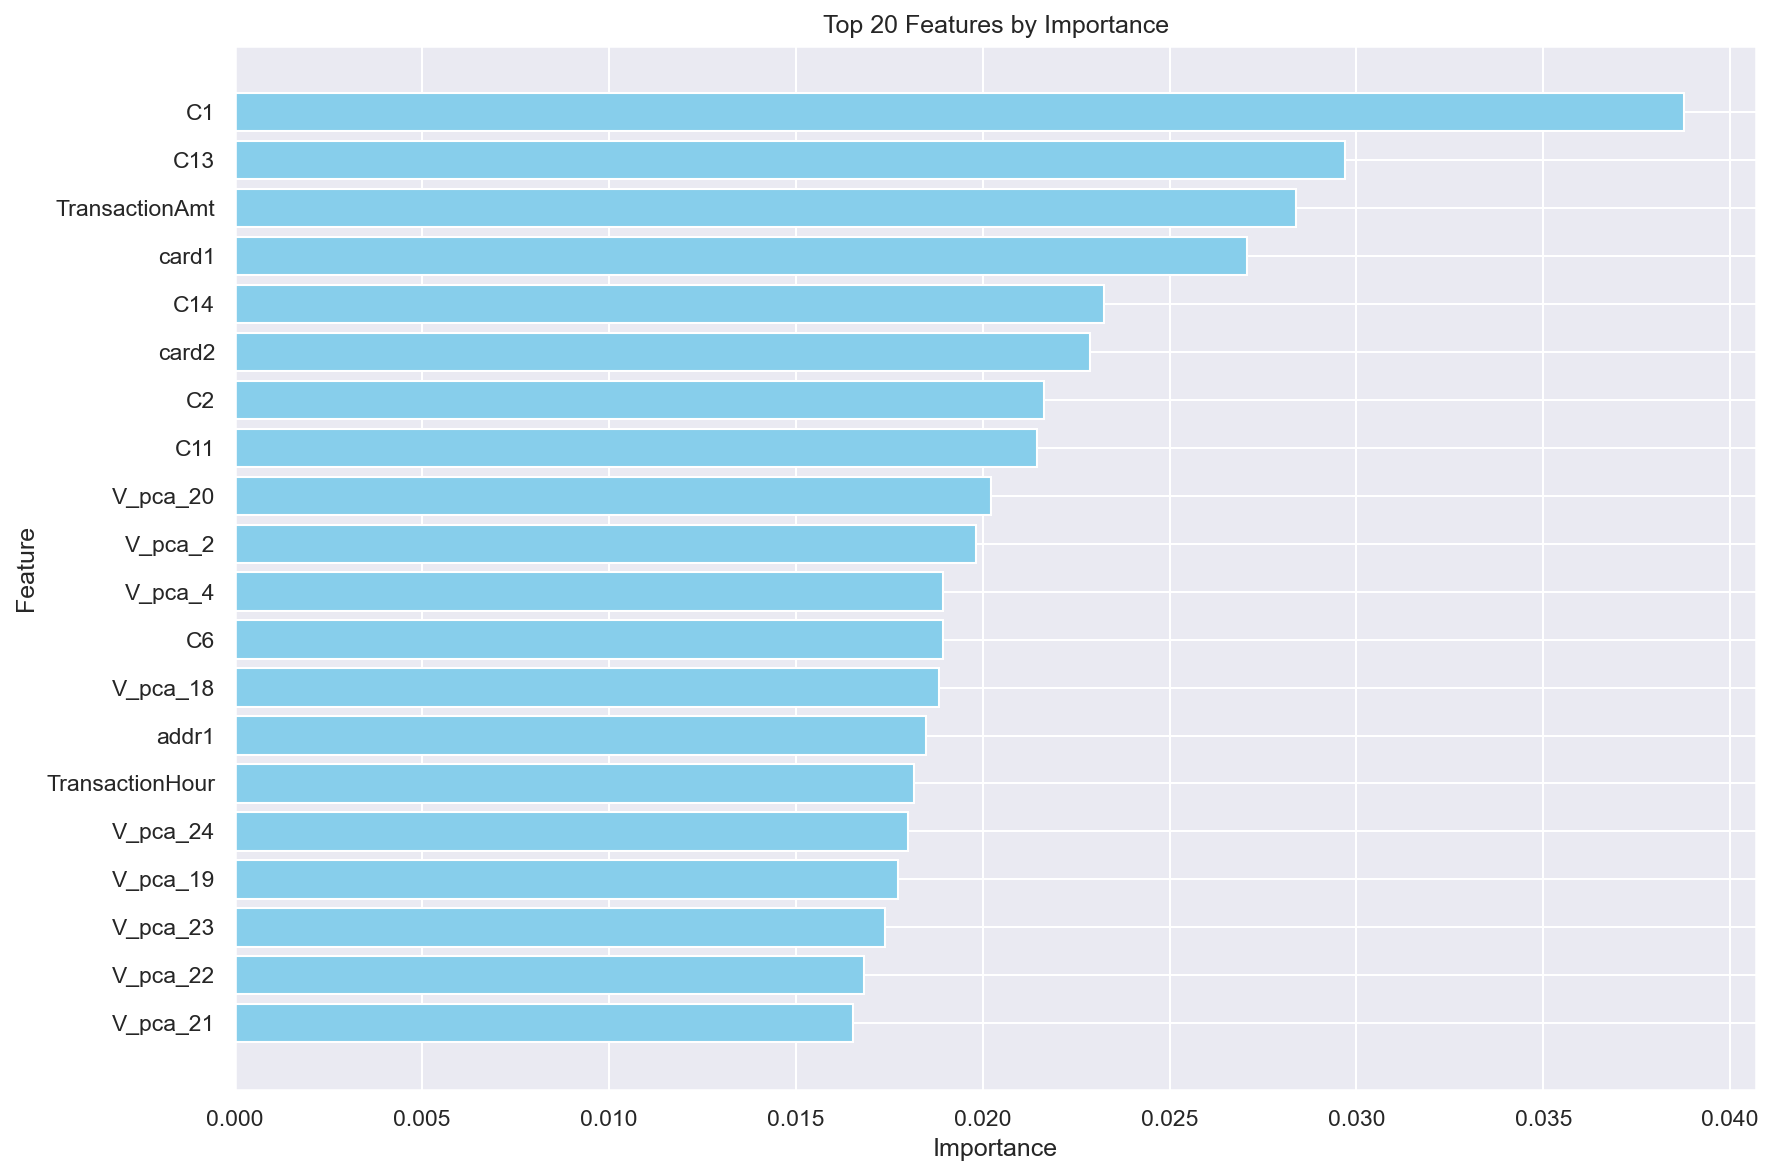 Top 20 Features by Importance
C1
C13
TransactionAmt
card1
C14
card2
C2
C11
V_pca_20
V_pca_2
V_pca_4
C6
V_pca_18
addr1
TransactionHour
V_pca_24
V_pca_19
V_pca_23
V_pca_22
V_pca_21
Feature
0.000 0.005 0.010 0.015 0.020 0.025 0.030 0.035 0.040
Importance